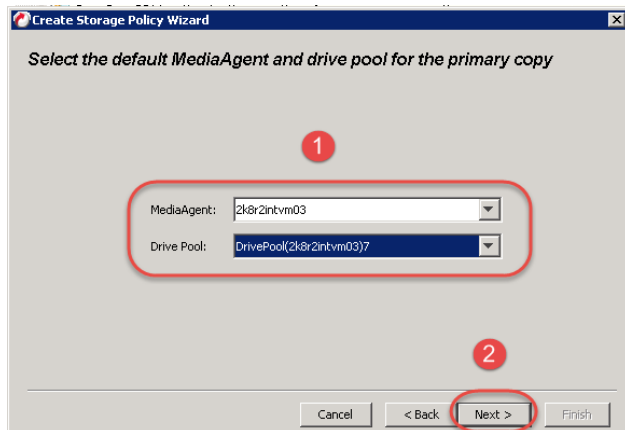 Create Storage Policy Wizard
Select the default MediaAgent and drive pool for the primary copy
1
MediaAgent: 2k8r2intvm03
Drive Pool: DrivePool(2k8r2intvm03)7
2
Cancel < Back Next > Finish